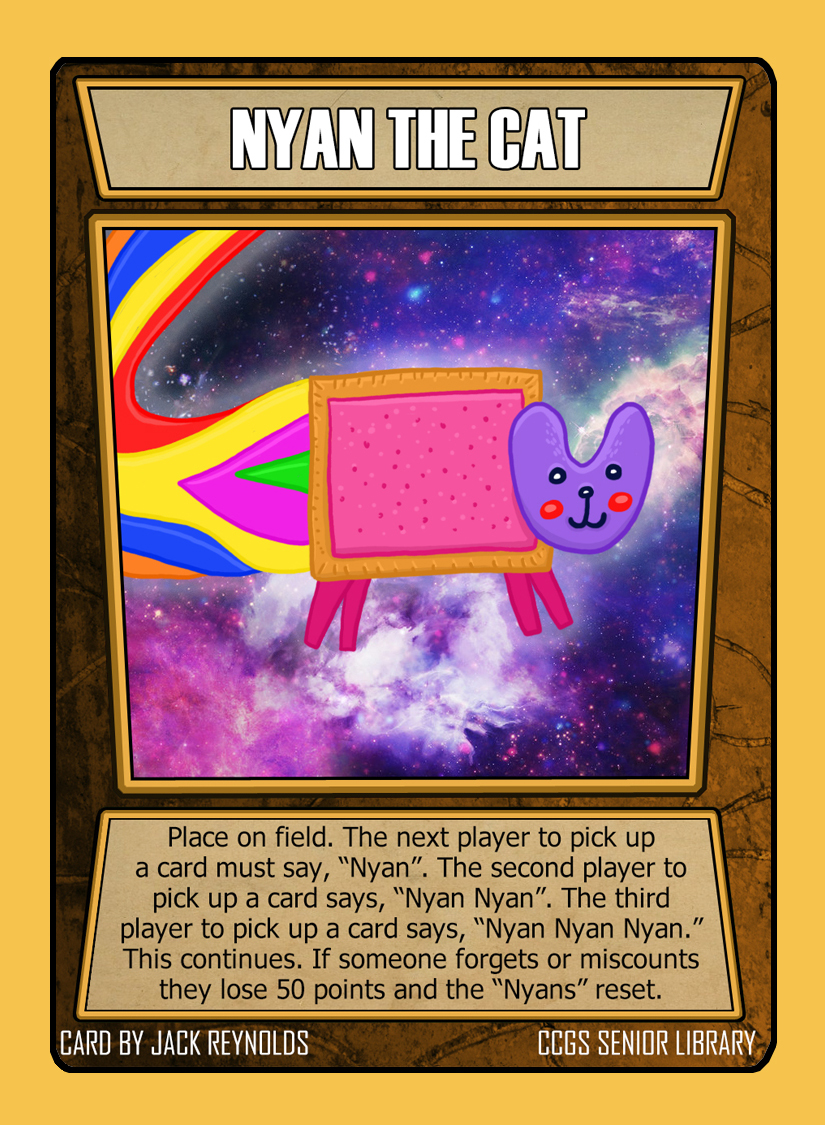 NYAN THE CAT
Place on field. The next player to pick up
a card must say, “Nyan”. The second player to
pick up a card says, “Nyan Nyan”. The third
player to pick up a card says, “Nyan Nyan Nyan.”
This continues. If someone forgets or miscounts
they lose 50 points and the “Nyans” reset.
CARD BY JACK REYNOLDS
CCGS SENIOR LIBRARY